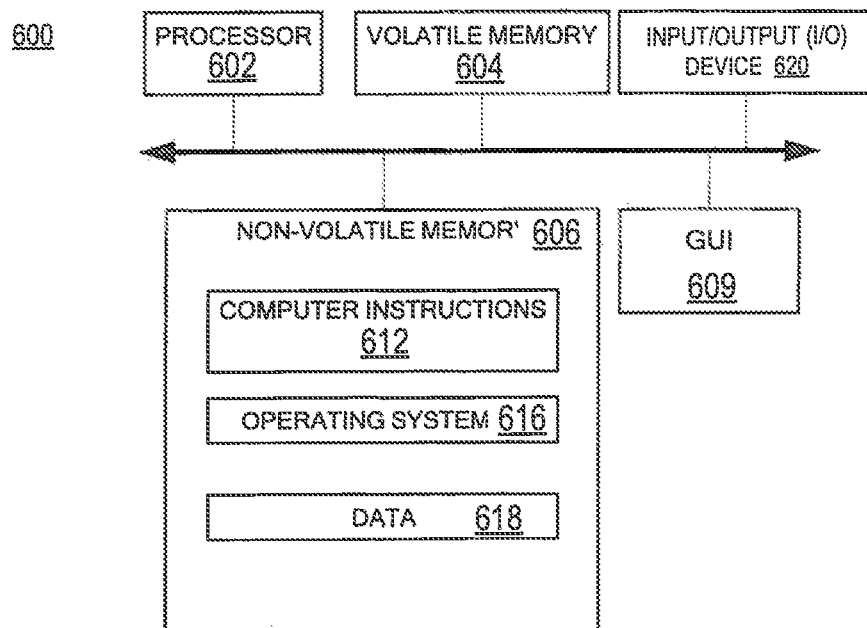 600
PROCESSOR
602
VOLATILE MEMORY
604
INPUT/OUTPUT (I/O)
DEVICE 620
NON-VOLATILE MEMOR' 606
COMPUTER INSTRUCTIONS
612
OPERATING SYSTEM 616
DATA 618
GUI
609